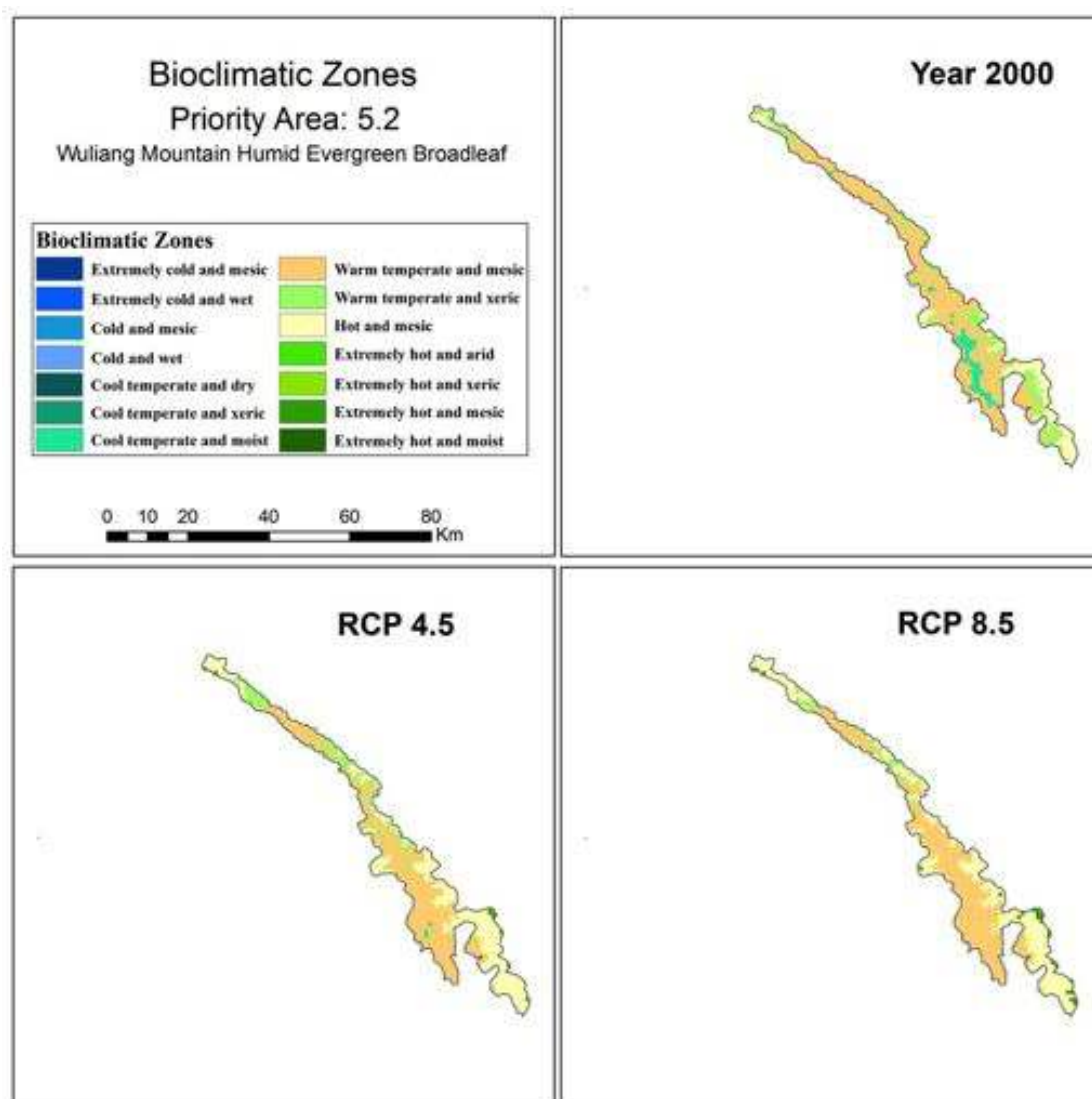 Bioclimatic Zones
Priority Area: 5.2
Wuliang Mountain Humid Evergreen Broadleaf
Bioclimatic Zones
Extremely cold and mesic
Extremely cold and wet
Cold and mesic
Cold and wet
Cool temperate and dry
Cool temperate and xeric
Cool temperate and moist
Warm temperate and mesic
Warm temperate and xeric
Hot and mesic
Extremely hot and arid
Extremely hot and xeric
Extremely hot and mesic
Extremely hot and moist
0 10 20 40 60 80
Km
Year 2000
RCP 4.5
RCP 8.5